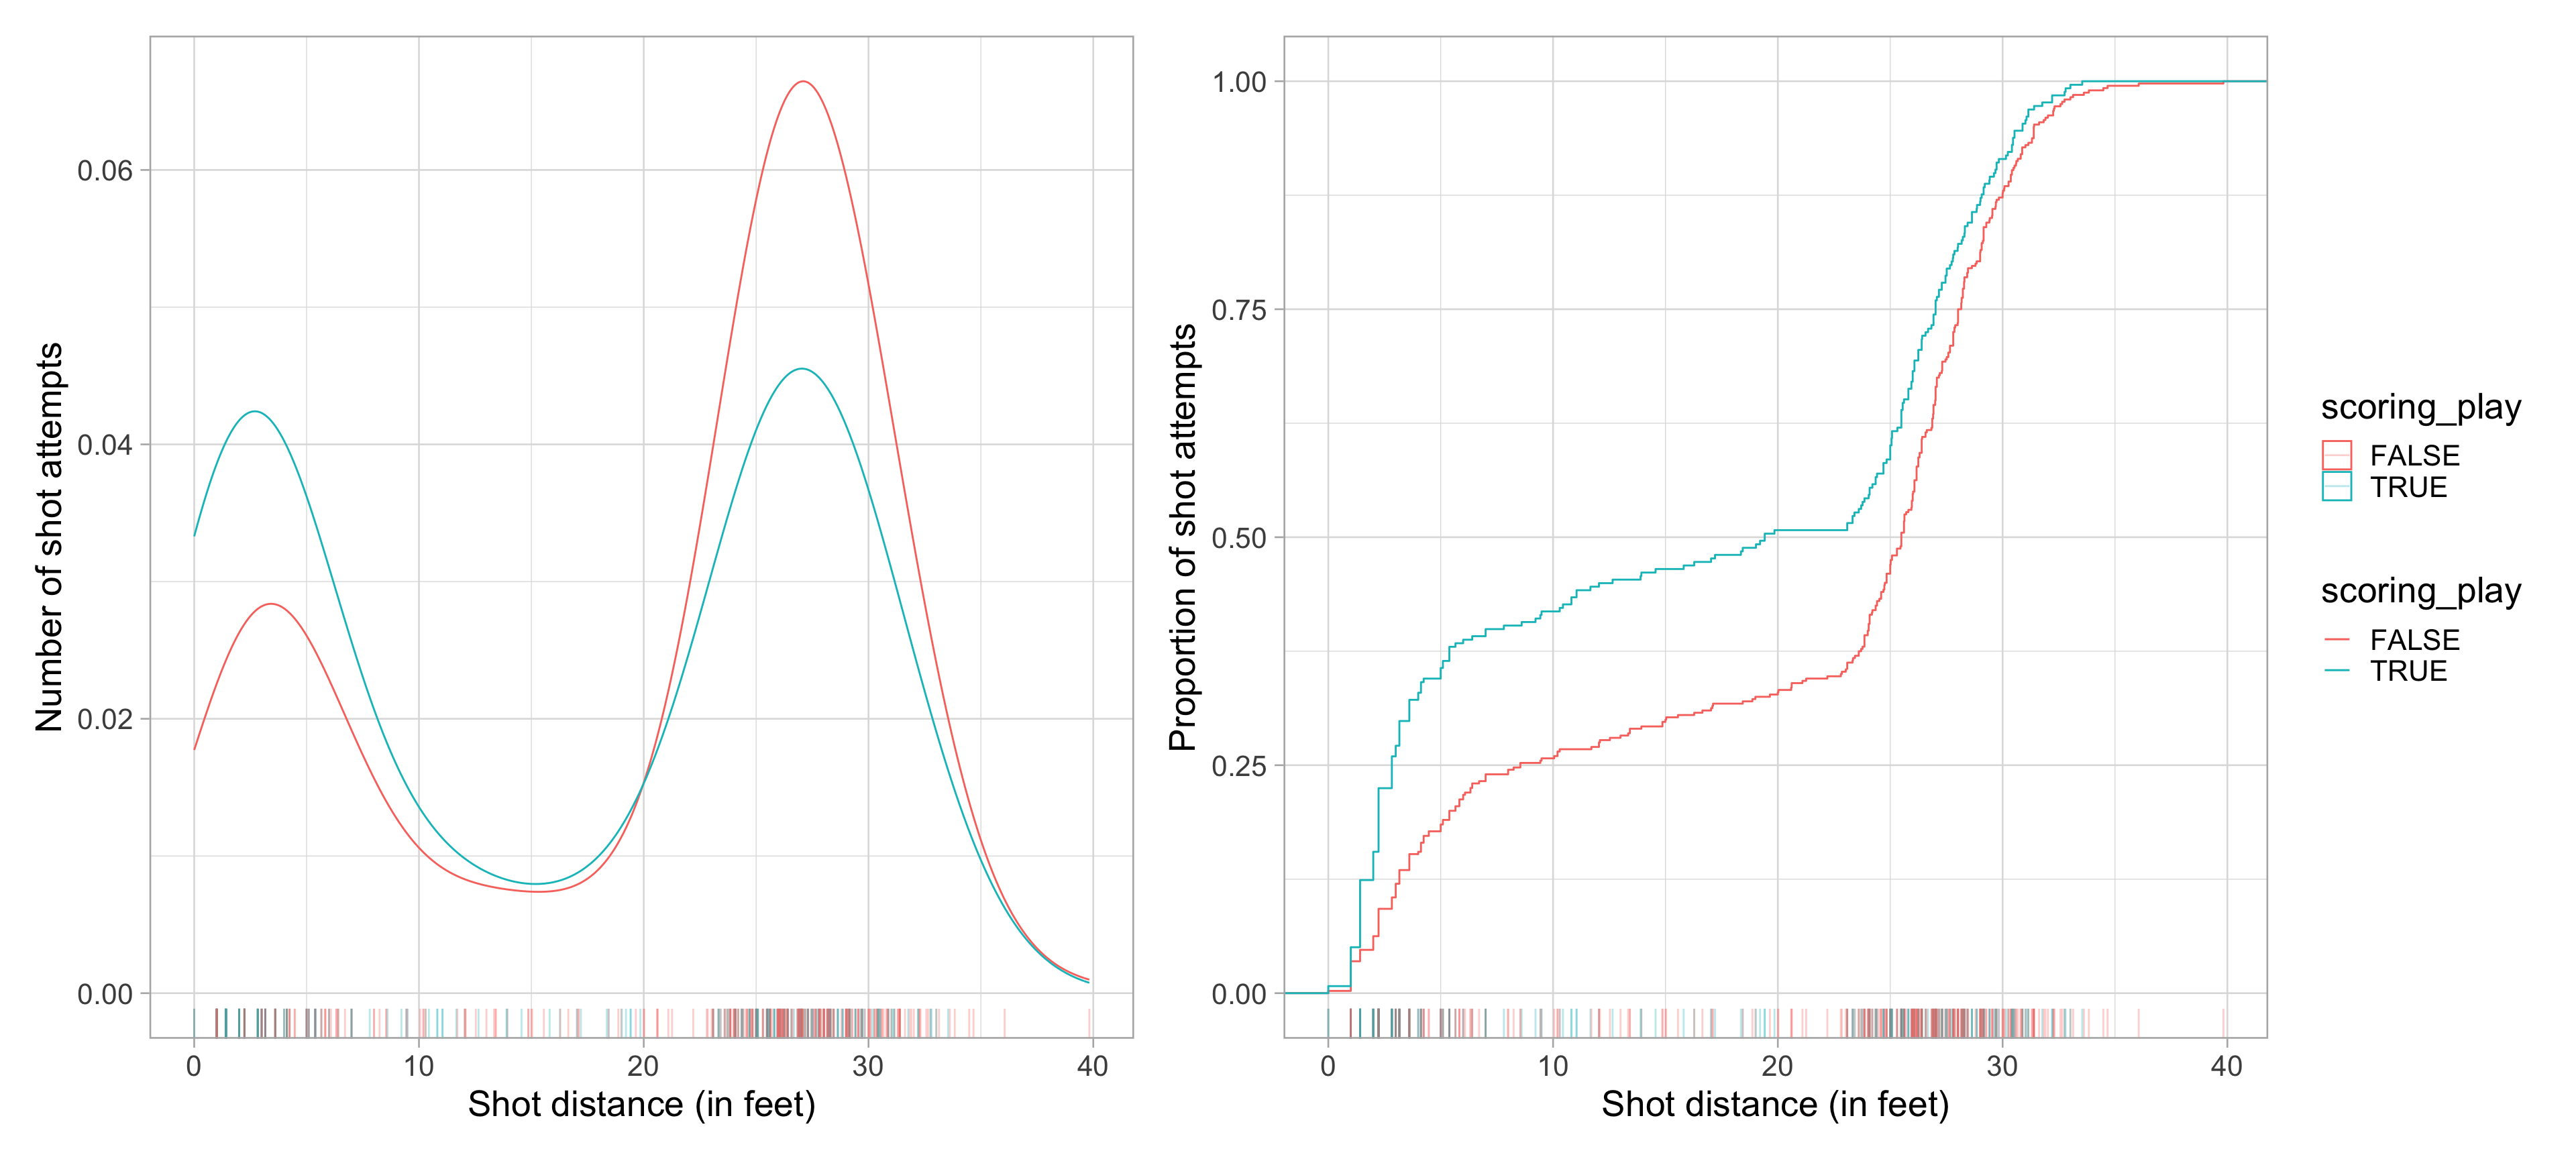 Number of shot attempts
0.06
0.04
0.02
0.00
0 10 20 30 40
Shot distance (in feet)
Proportion of shot attempts
1.00
0.75
0.50
0.25
0.00
0 10 20 30 40
Shot distance (in feet)
scoring_play
FALSE
TRUE
scoring_play
FALSE
TRUE